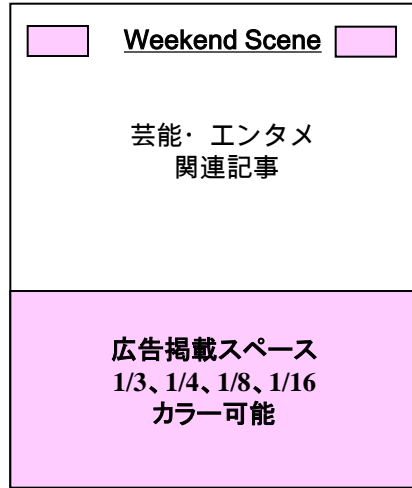 Weekend Scene
芸能・エンタメ
関連記事
広告掲載スペース
1/3、1/4、1/8、1/16
カラー可能